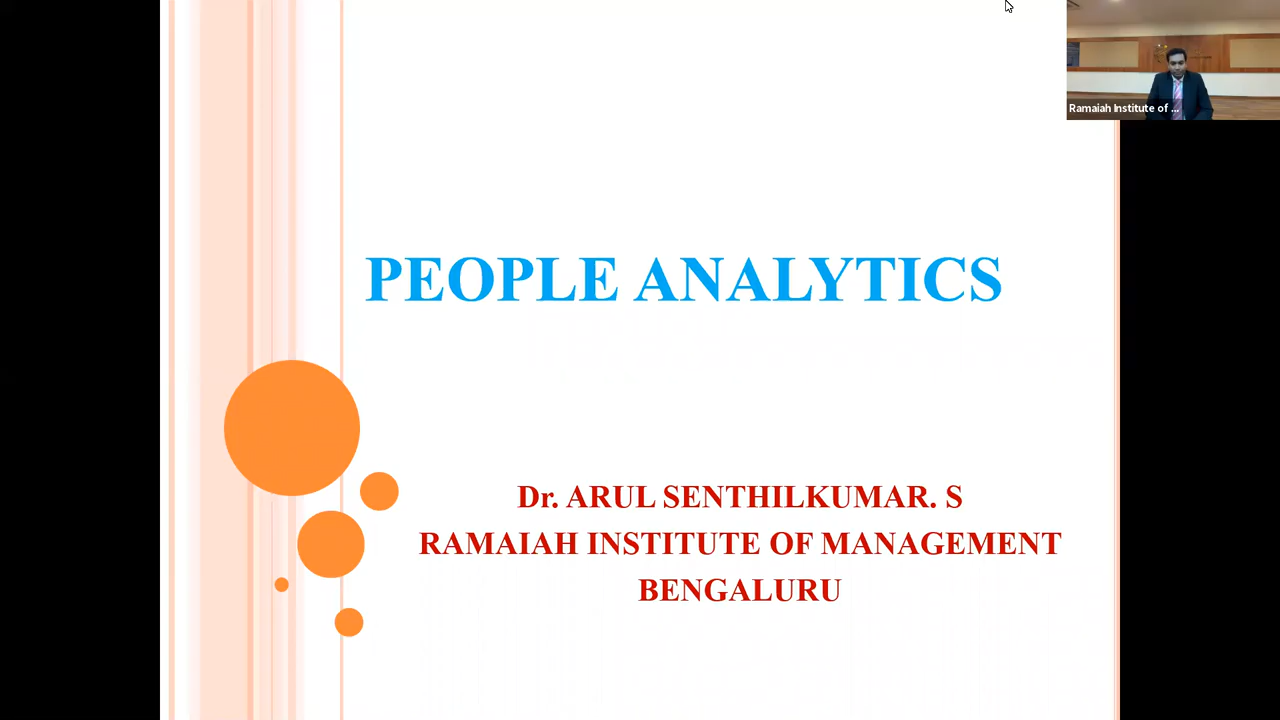 PEOPLE ANALYTICS
Dr. ARUL SENTHILKUMAR. S
RAMAIAH INSTITUTE OF MANAGEMENT
BENGALURU
Ramaiah Institute of ...